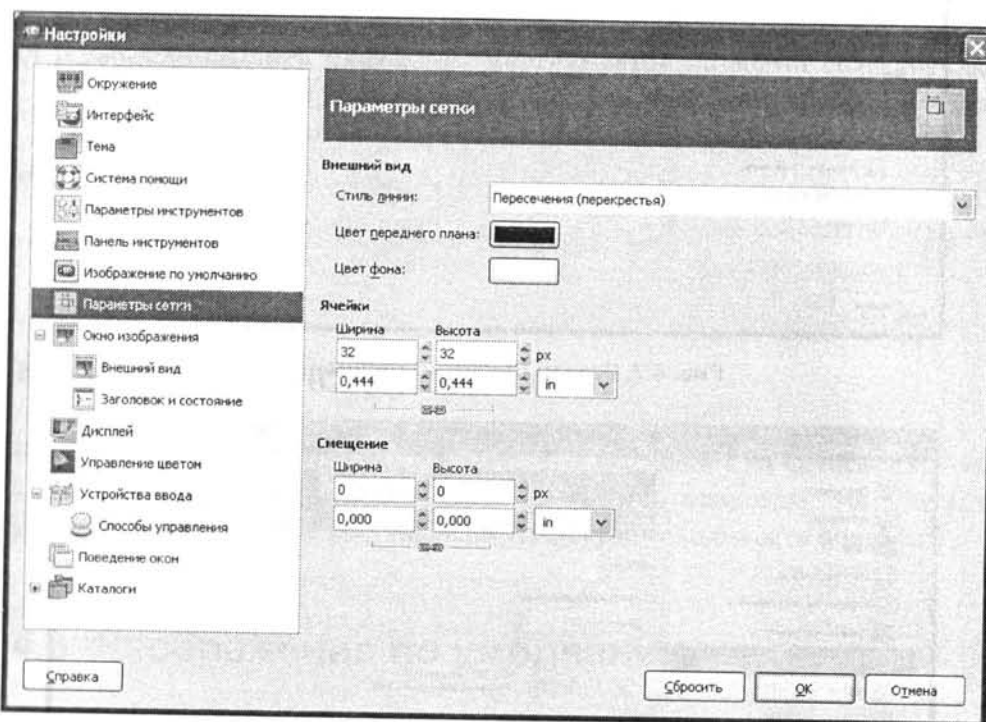 Настройки
Окружение
Интерфейс
Тема
Система помощи
Параметры инструментов
Панель инструментов
Изображение по умолчанию
Параметры сетки
Окно изображения
Внешний вид
Заголовок и состояние
Дисплей
Управление цветом
Устройства ввода
Способы управления
Поведение окон
Каталоги
Параметры сетки
Внешний вид
Стиль линии:
Пересечения (перекрестья)
Цвет переднего плана:
Цвет фона:
Ячейки
Ширина Высота
32 32 px
0,444 0,444 in
Смещение
Ширина Высота
0 0 px
0,000 0,000 in
Справка
Сбросить
OK
Отмена